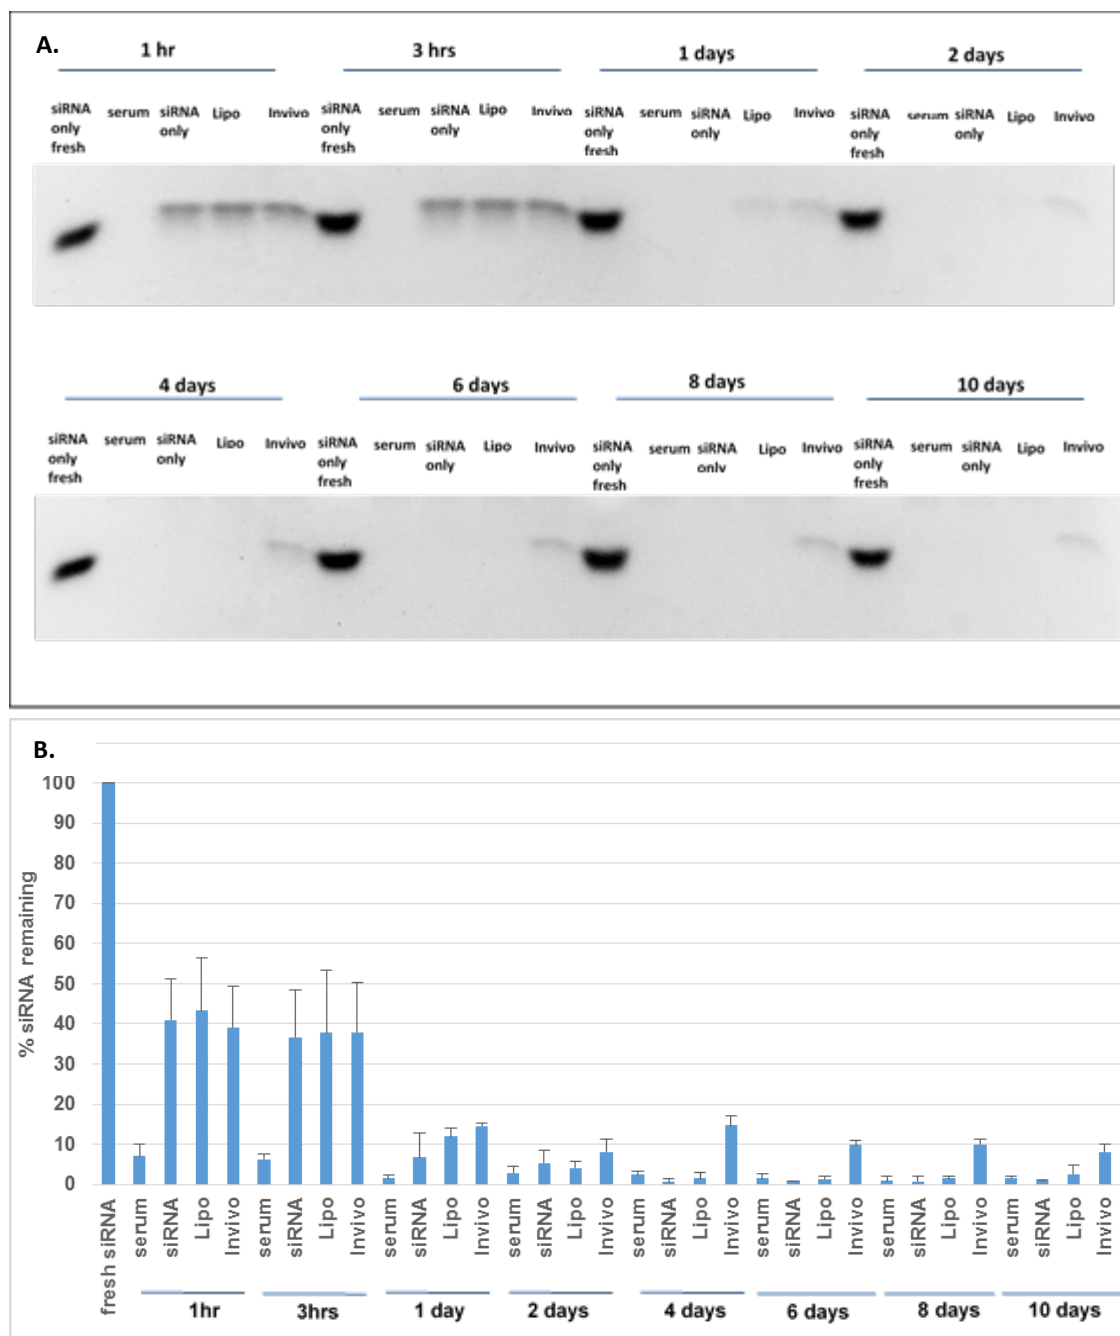 A.
1 hr
3 hrs
1 days
2 days
siRNA only fresh
serum
siRNA only
Lipo
Invivo
siRNA only fresh
serum
siRNA only
Lipo
Invivo
siRNA only fresh
serum
siRNA only
Lipo
Invivo
siRNA only fresh
serum
siRNA only
Lipo
Invivo
4 days
6 days
8 days
10 days
siRNA only fresh
serum
siRNA only
Lipo
Invivo
siRNA only fresh
serum
siRNA only
Lipo
Invivo
siRNA only fresh
serum
siRNA only
Lipo
Invivo
siRNA only fresh
serum
siRNA only
Lipo
Invivo
B.
% siRNA remaining
100
90
80
70
60
50
40
30
20
10
0
fresh siRNA
serum
siRNA
Lipo
Invivo
serum
siRNA
Lipo
Invivo
serum
siRNA
Lipo
Invivo
serum
siRNA
Lipo
Invivo
serum
siRNA
Lipo
Invivo
serum
siRNA
Lipo
Invivo
serum
siRNA
Lipo
Invivo
serum
siRNA
Lipo
Invivo
1hr
3hrs
1 day
2 days
4 days
6 days
8 days
10 days